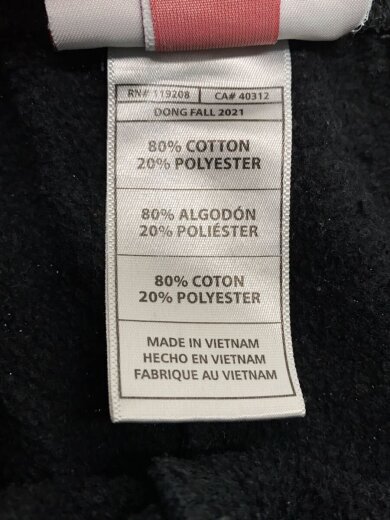 RN# 119208 CA# 40312
DONG FALL 2021
80% COTTON
20% POLYESTER
80% ALGODÓN
20% POLIÉSTER
80% COTON
20% POLYESTER
MADE IN VIETNAM
HECHO EN VIETNAM
FABRIQUE AU VIETNAM